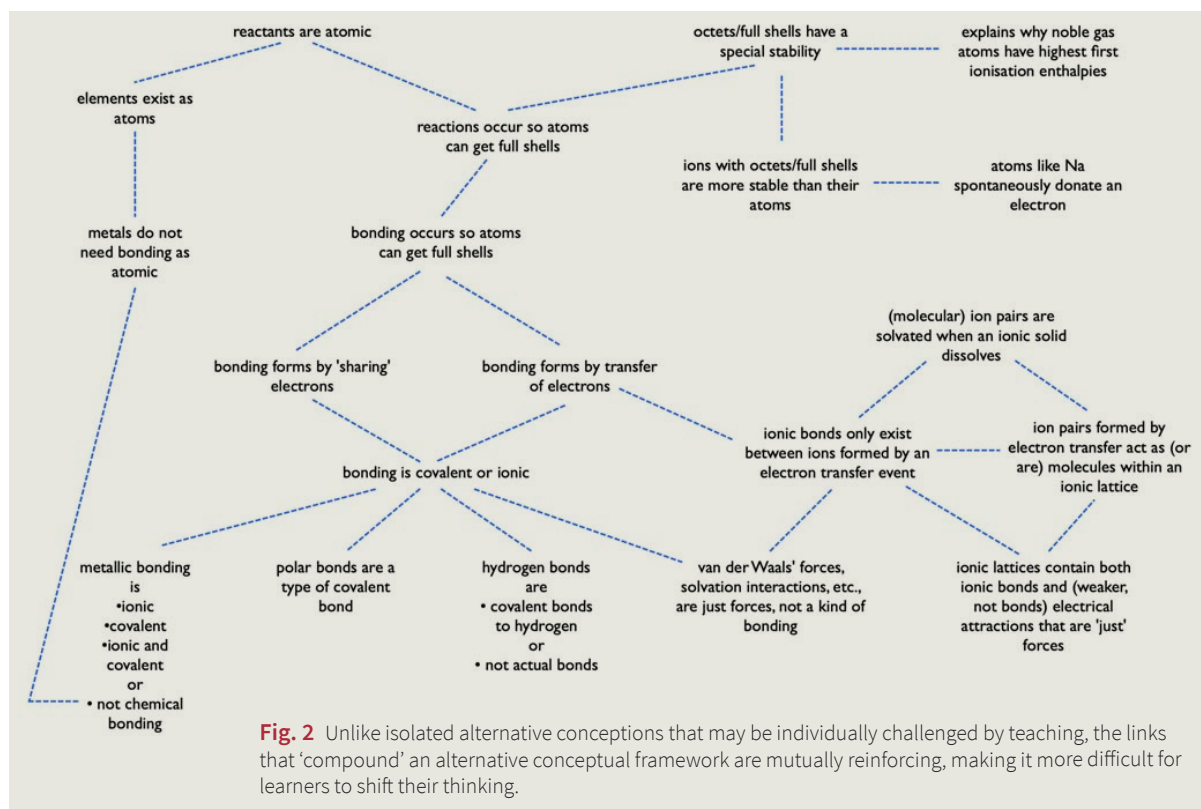 reactants are atomic
octets/full shells have a
special stability
explains why noble gas
atoms have highest first
ionisation enthalpies
elements exist as
atoms
reactions occur so atoms
can get full shells
ions with octets/full shells
are more stable than their
atoms
atoms like Na
spontaneously donate an
electron
metals do not
need bonding as
atomic
bonding occurs so atoms
can get full shells
(molecular) ion pairs are
solvated when an ionic solid
dissolves
bonding forms by 'sharing'
electrons
bonding forms by transfer
of electrons
ionic bonds only exist
between ions formed by an
electron transfer event
ion pairs formed by
electron transfer act as (or
are) molecules within an
ionic lattice
bonding is covalent or ionic
metallic bonding
is
•ionic
•covalent
•ionic and
covalent
or
• not chemical
bonding
polar bonds are a
type of covalent
bond
hydrogen bonds
are
• covalent bonds
to hydrogen
or
• not actual bonds
van der Waals' forces,
solvation interactions, etc.,
are just forces, not a kind of
bonding
ionic lattices contain both
ionic bonds and (weaker,
not bonds) electrical
attractions that are 'just'
forces
Fig. 2 Unlike isolated alternative conceptions that may be individually challenged by teaching, the links
that ‘compound’ an alternative conceptual framework are mutually reinforcing, making it more difficult for
learners to shift their thinking.